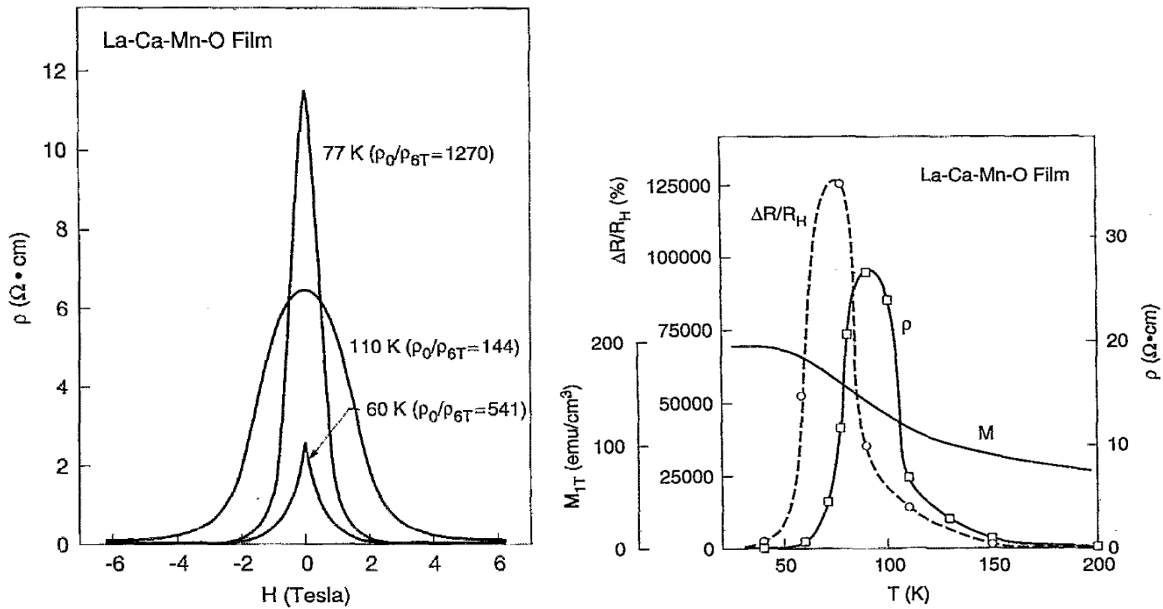 La-Ca-Mn-O Film
12
10
8
6
4
2
0
ρ (Ω•cm)
77 K (ρ0/ρ6T=1270)
110 K (ρ0/ρ6T=144)
60 K (ρ0/ρ6T=541)
-6 -4 -2 0 2 4 6
H (Tesla)
La-Ca-Mn-O Film
ΔR/RH (%)
125000
100000
75000
50000
25000
0
200
100
0
M1T (emu/cm³)
ΔR/RH
ρ
M
30
20
10
0
ρ (Ω•cm)
50 100 150 200
T (K)